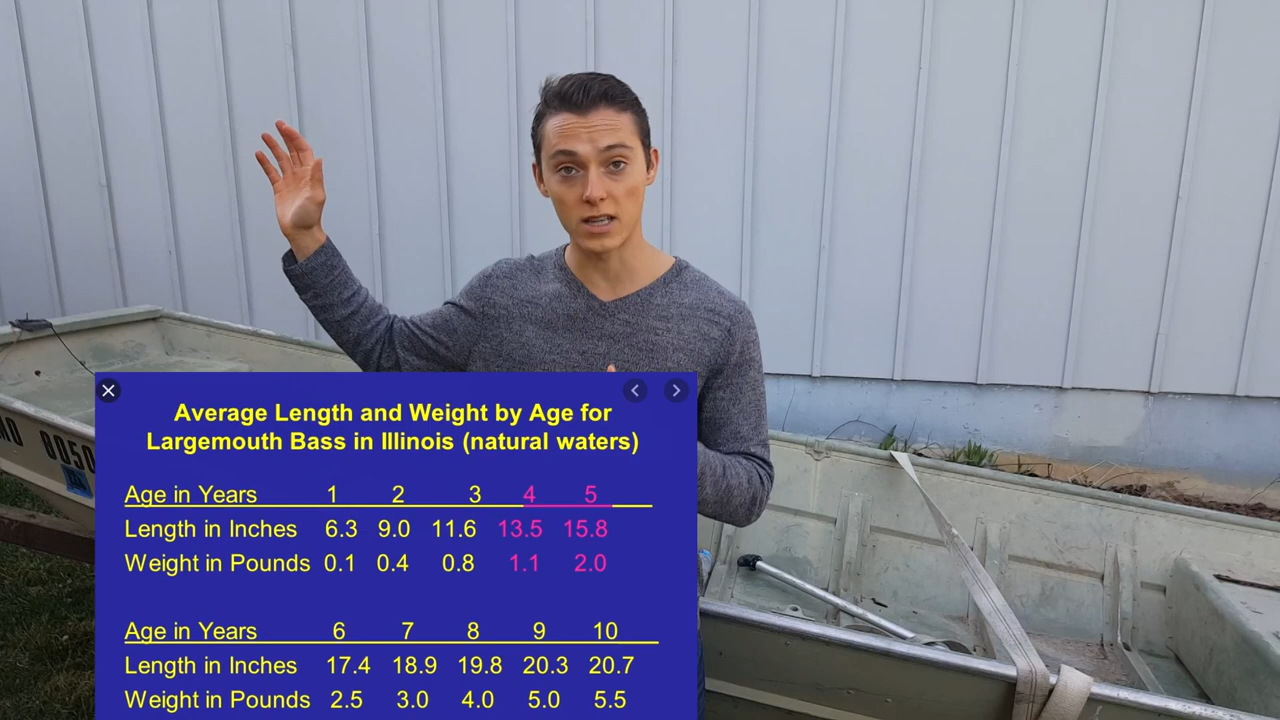 Average Length and Weight by Age for
Largemouth Bass in Illinois (natural waters)
Age in Years 1 2 3 4 5
Length in Inches 6.3 9.0 11.6 13.5 15.8
Weight in Pounds 0.1 0.4 0.8 1.1 2.0
Age in Years 6 7 8 9 10
Length in Inches 17.4 18.9 19.8 20.3 20.7
Weight in Pounds 2.5 3.0 4.0 5.0 5.5